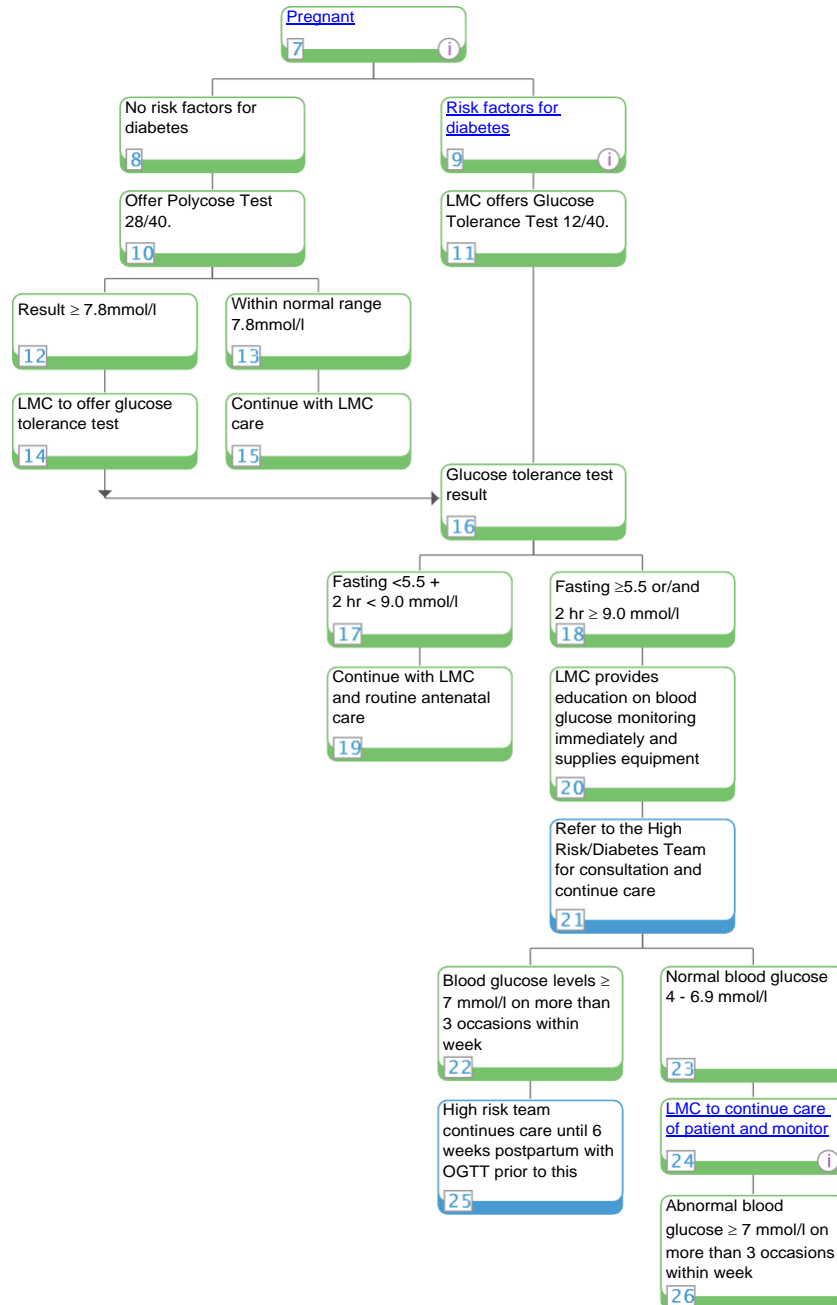 Pregnant
7
i
No risk factors for
diabetes
8
Risk factors for
diabetes
9
i
Offer Polycose Test
28/40.
10
LMC offers Glucose
Tolerance Test 12/40.
11
Result ≥ 7.8mmol/l
12
Within normal range
7.8mmol/l
13
LMC to offer glucose
tolerance test
14
Continue with LMC
care
15
Glucose tolerance test
result
16
Fasting <5.5 +
2 hr < 9.0 mmol/l
17
Fasting ≥5.5 or/and
2 hr ≥ 9.0 mmol/l
18
Continue with LMC
and routine antenatal
care
19
LMC provides
education on blood
glucose monitoring
immediately and
supplies equipment
20
Refer to the High
Risk/Diabetes Team
for consultation and
continue care
21
Blood glucose levels ≥
7 mmol/l on more than
3 occasions within
week
22
Normal blood glucose
4 - 6.9 mmol/l
23
High risk team
continues care until 6
weeks postpartum with
OGTT prior to this
25
LMC to continue care
of patient and monitor
24
i
Abnormal blood
glucose ≥ 7 mmol/l on
more than 3 occasions
within week
26